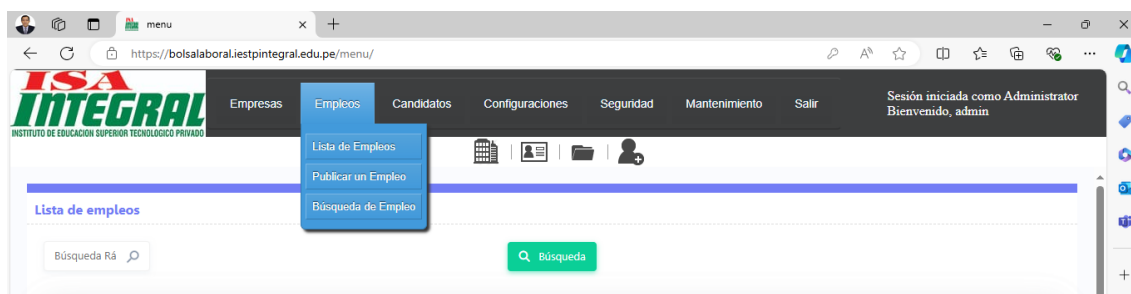 menu
https://bolsalaboral.iestpintegral.edu.pe/menu/
ISA
INTEGRAL
INSTITUTO DE EDUCACION SUPERIOR TECNOLOGICO PRIVADO
Empresas Empleos Candidatos Configuraciones Seguridad Mantenimiento Salir
Sesión iniciada como Administrator
Bienvenido, admin
Lista de Empleos
Publicar un Empleo
Búsqueda de Empleo
Lista de empleos
Búsqueda Rá
Búsqueda